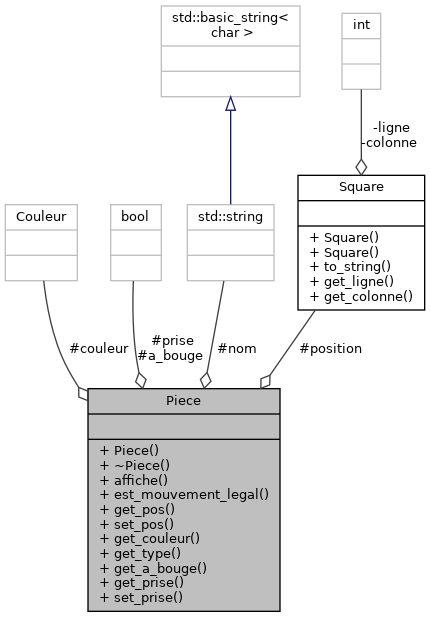 std::basic_string<
char >
int
-ligne
-colonne
Couleur
bool
std::string
Square
+ Square()
+ Square()
+ to_string()
+ get_ligne()
+ get_colonne()
#couleur
#prise
#a_bouge
#nom
#position
Piece
+ Piece()
+ ~Piece()
+ affiche()
+ est_mouvement_legal()
+ get_pos()
+ set_pos()
+ get_couleur()
+ get_type()
+ get_a_bouge()
+ get_prise()
+ set_prise()